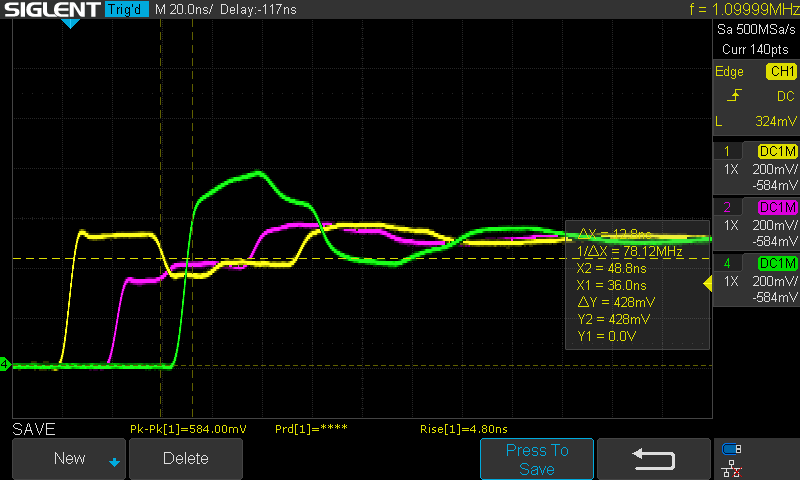 SIGLENT Trig'd M 20.0ns/ Delay:-117ns f = 1.09999MHz
Sa 500MSa/s
Curr 140pts
Edge CH1
DC
L 324mV
1 DC1M
1X 200mV/
-584mV
2 DC1M
1X 200mV/
-584mV
4 DC1M
1X 200mV/
-584mV
ΔX = 12.8ns
1/ΔX = 78.12MHz
X2 = 48.8ns
X1 = 36.0ns
ΔY = 428mV
Y2 = 428mV
Y1 = 0.0V
4
SAVE Pk-Pk[1]=584.00mV Prd[1]=**** Rise[1]=4.80ns
New Delete Press To
Save